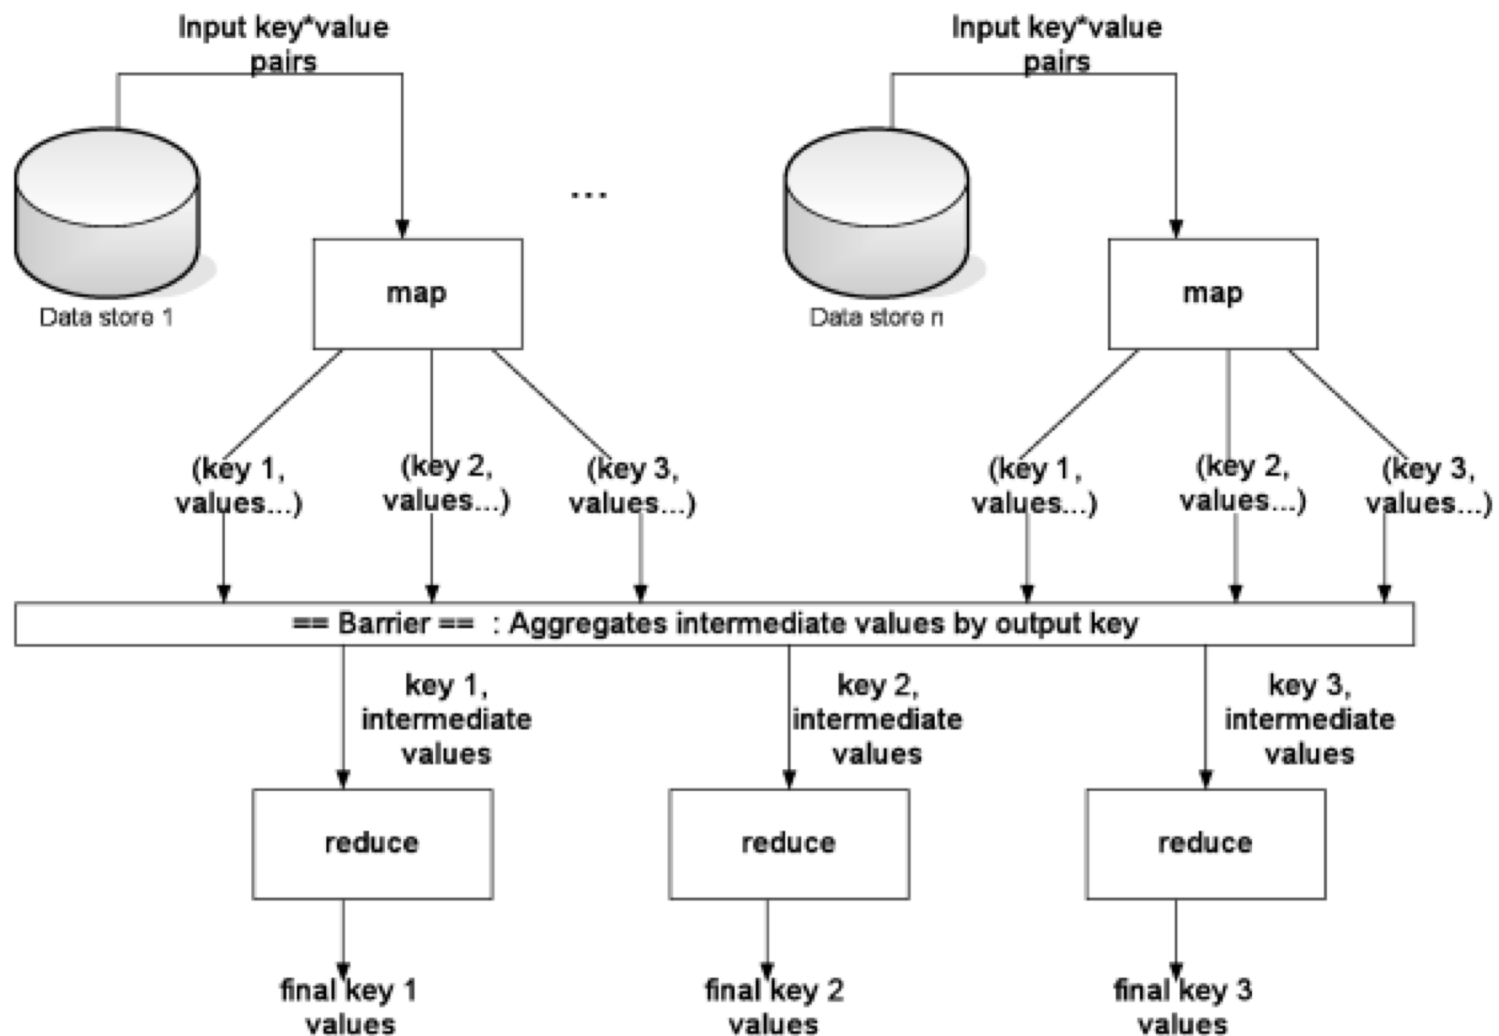 Input key*value
pairs
Input key*value
pairs
...
map
map
Data store 1
Data store n
(key 1,
values...)
(key 2,
values...)
(key 3,
values...)
(key 1,
values...)
(key 2,
values...)
(key 3,
values...)
== Barrier == : Aggregates intermediate values by output key
key 1,
intermediate
values
key 2,
intermediate
values
key 3,
intermediate
values
reduce
reduce
reduce
final key 1
values
final key 2
values
final key 3
values